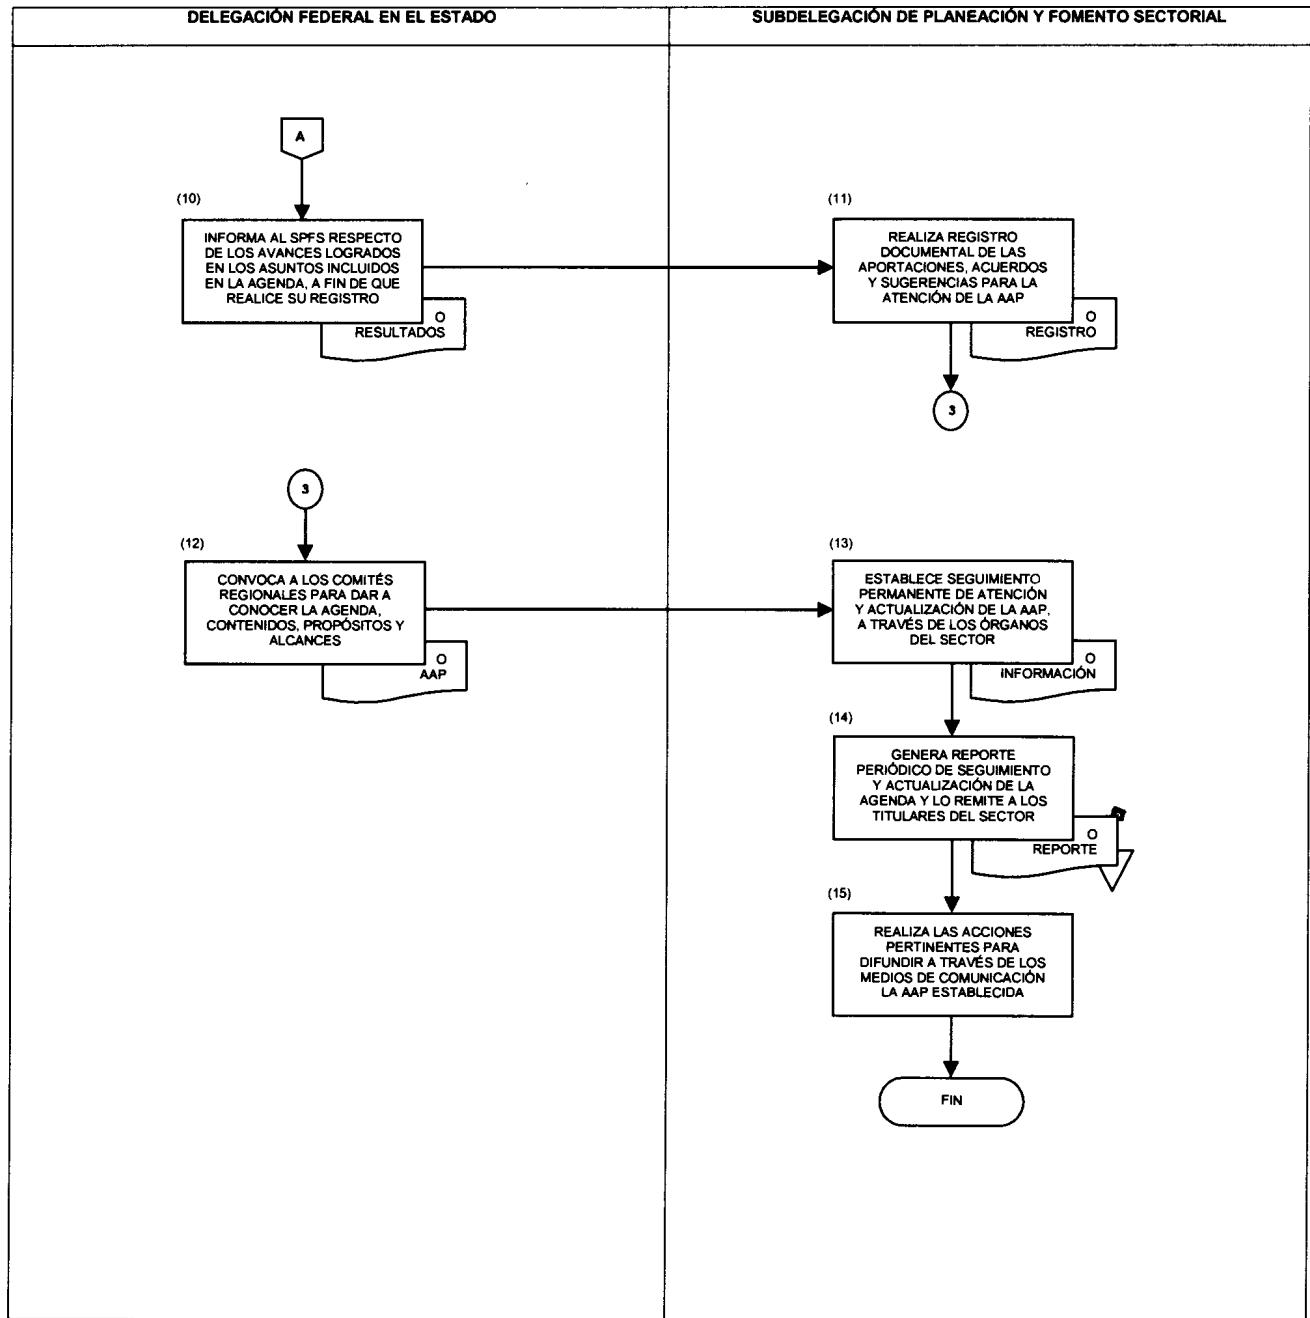 DELEGACIÓN FEDERAL EN EL ESTADO
SUBDELEGACIÓN DE PLANEACIÓN Y FOMENTO SECTORIAL
A
(10)
INFORMA AL SPFS RESPECTO
DE LOS AVANCES LOGRADOS
EN LOS ASUNTOS INCLUIDOS
EN LA AGENDA, A FIN DE QUE
REALICE SU REGISTRO
O
RESULTADOS
(11)
REALIZA REGISTRO
DOCUMENTAL DE LAS
APORTACIONES, ACUERDOS
Y SUGERENCIAS PARA LA
ATENCIÓN DE LA AAP
O
REGISTRO
3
3
(12)
CONVOCA A LOS COMITÉS
REGIONALES PARA DAR A
CONOCER LA AGENDA,
CONTENIDOS, PROPÓSITOS Y
ALCANCES
O
AAP
(13)
ESTABLECE SEGUIMIENTO
PERMANENTE DE ATENCIÓN
Y ACTUALIZACIÓN DE LA AAP,
A TRAVÉS DE LOS ÓRGANOS
DEL SECTOR
O
INFORMACIÓN
(14)
GENERA REPORTE
PERIÓDICO DE SEGUIMIENTO
Y ACTUALIZACIÓN DE LA
AGENDA Y LO REMITE A LOS
TITULARES DEL SECTOR
O
REPORTE
(15)
REALIZA LAS ACCIONES
PERTINENTES PARA
DIFUNDIR A TRAVÉS DE LOS
MEDIOS DE COMUNICACIÓN
LA AAP ESTABLECIDA
FIN